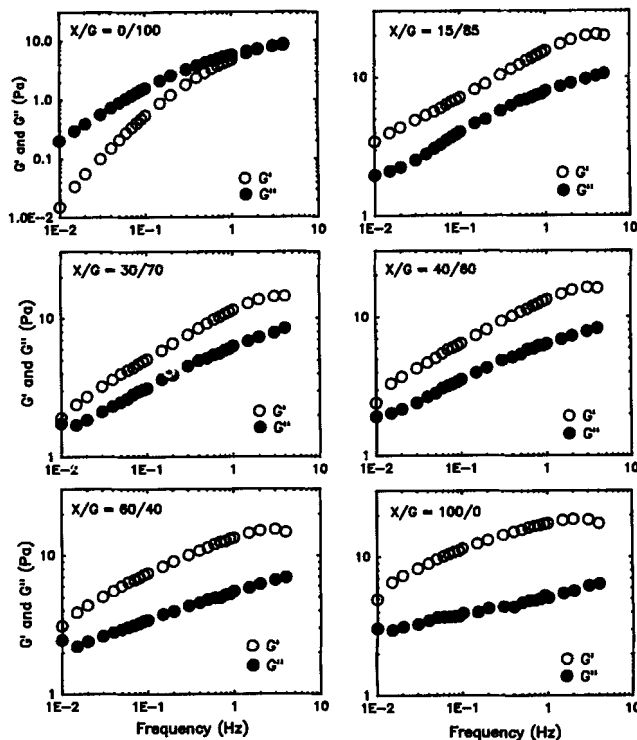 X/G = 0/100
10.0
1.0
0.1
1.0E-2
G' and G'' (Pa)
G'
G''
1E-2 1E-1 1 10
X/G = 15/85
10
1
G'
G''
1E-2 1E-1 1 10
X/G = 30/70
10
1
G' and G'' (Pa)
G'
G''
1E-2 1E-1 1 10
X/G = 40/60
10
1
G'
G''
1E-2 1E-1 1 10
X/G = 60/40
10
1
G' and G'' (Pa)
G'
G''
1E-2 1E-1 1 10
Frequency (Hz)
X/G = 100/0
10
1
G'
G''
1E-2 1E-1 1 10
Frequency (Hz)